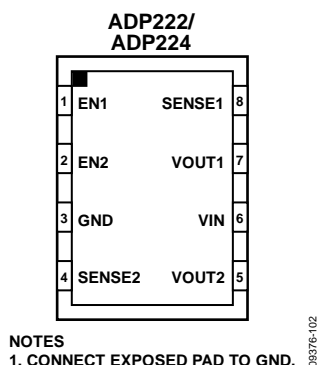 ADP222/
ADP224
1 EN1 SENSE1 8
2 EN2 VOUT1 7
3 GND VIN 6
4 SENSE2 VOUT2 5
NOTES
1. CONNECT EXPOSED PAD TO GND.
09376-102